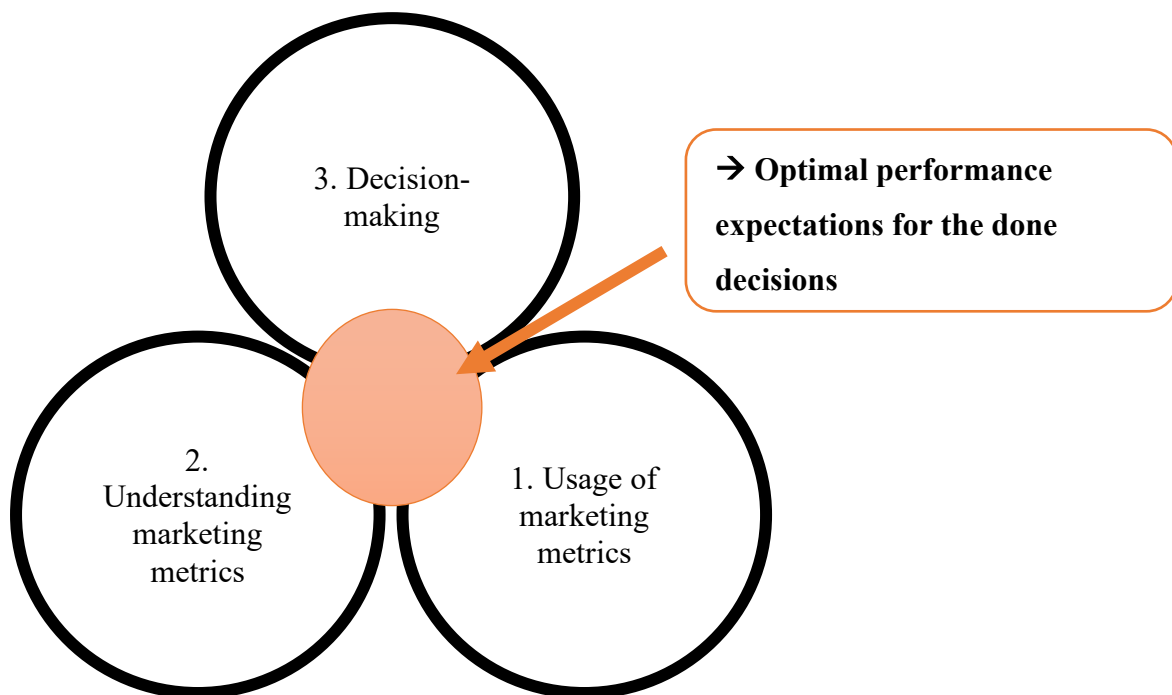 3. Decision-
making
→ Optimal performance
expectations for the done
decisions
2.
Understanding
marketing
metrics
1. Usage of
marketing
metrics